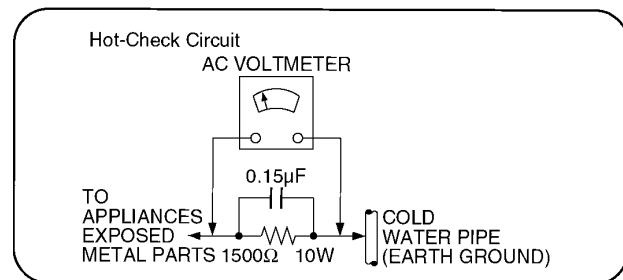 Hot-Check Circuit
AC VOLTMETER
0.15µF
TO
APPLIANCES
EXPOSED
METAL PARTS
1500Ω 10W
COLD
WATER PIPE
(EARTH GROUND)